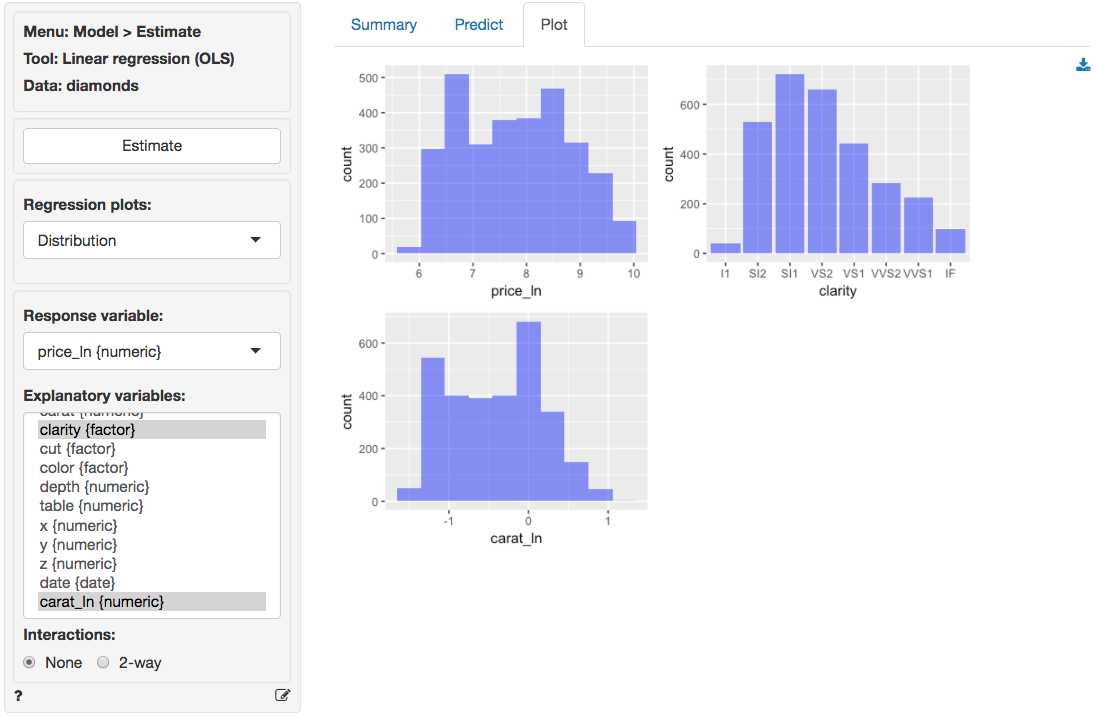 Menu: Model > Estimate
Tool: Linear regression (OLS)
Data: diamonds
Estimate
Regression plots:
Distribution
Response variable:
price_ln {numeric}
Explanatory variables:
carat {numeric}
clarity {factor}
cut {factor}
color {factor}
depth {numeric}
table {numeric}
x {numeric}
y {numeric}
z {numeric}
date {date}
carat_ln {numeric}
Interactions:
None 2-way
?
Summary Predict Plot
500
400
300
200
100
0
count
6 7 8 9 10
price_ln
600
400
200
0
count
I1 SI2 SI1 VS2 VS1 VVS2 VVS1 IF
clarity
600
400
200
0
count
-1 0 1
carat_ln